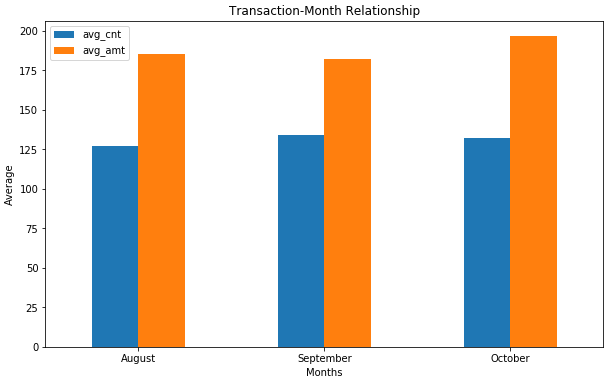 Transaction-Month Relationship
avg_cnt
avg_amt
200
175
150
125
100
75
50
25
0
Average
August September October
Months